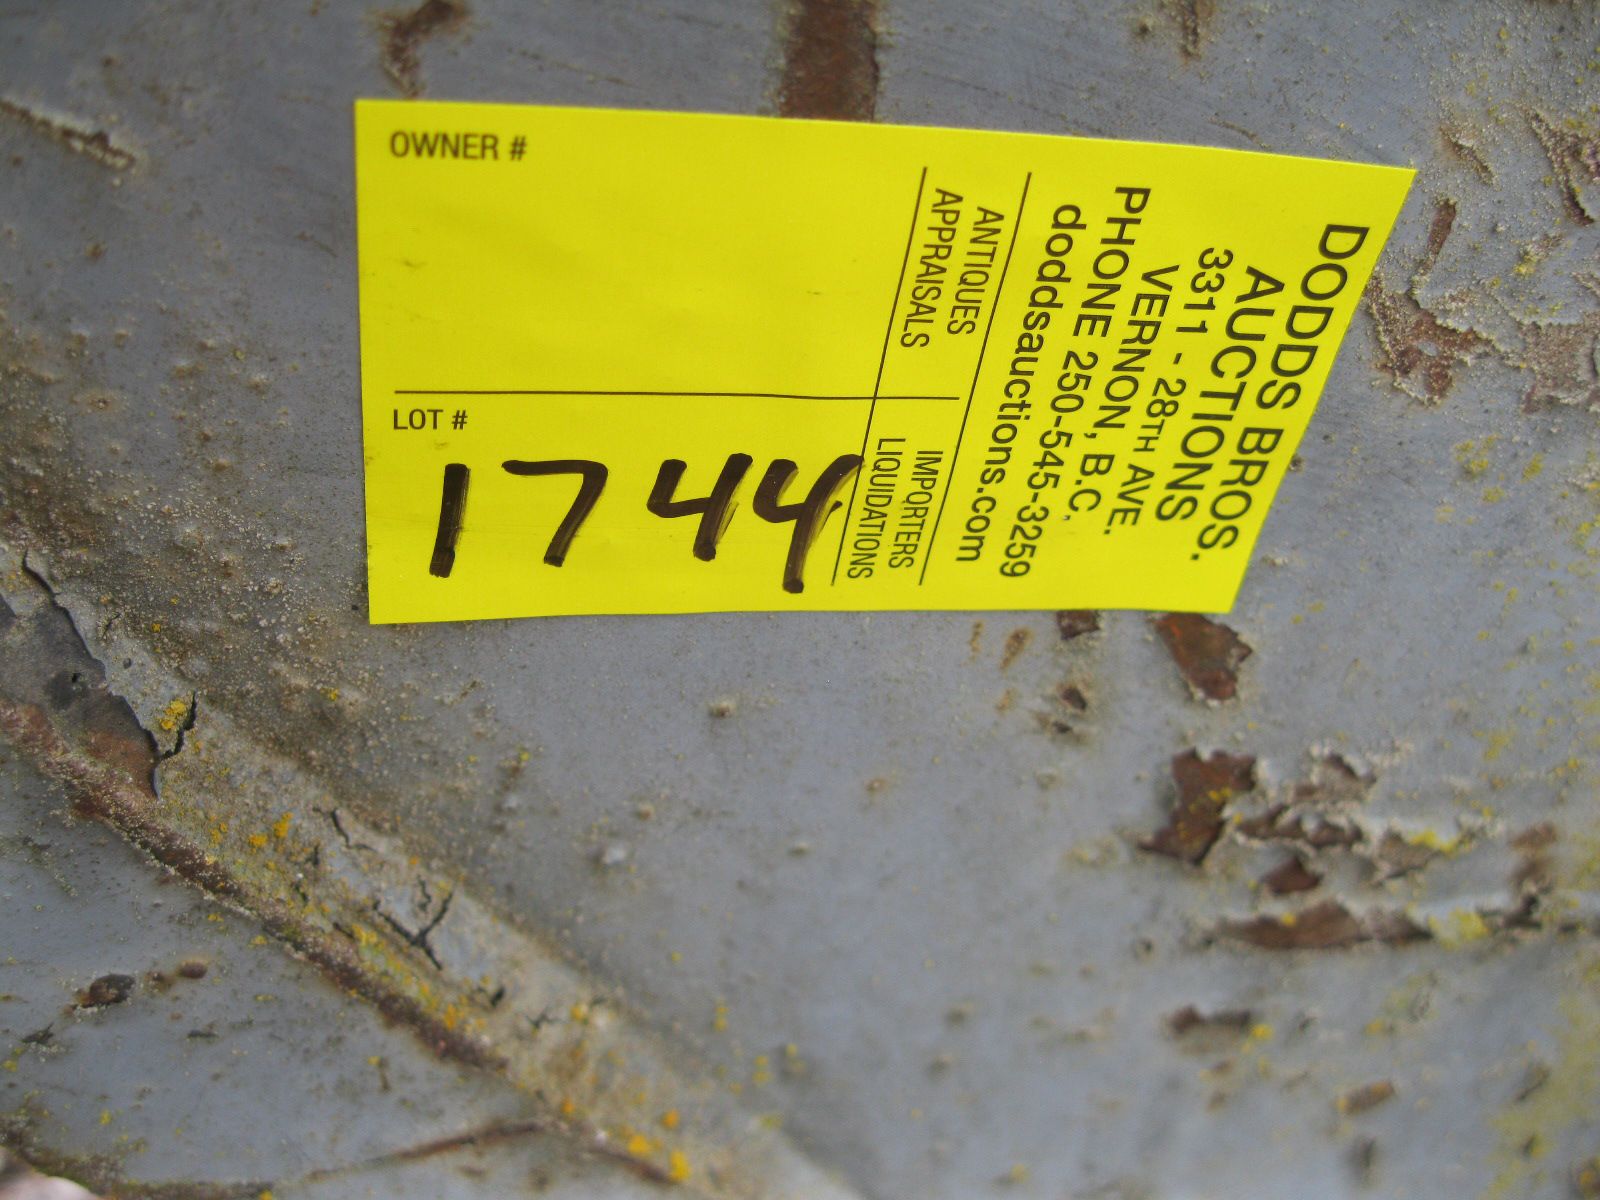 DODDS BROS.
AUCTIONS
3311 - 28TH AVE.
VERNON, B.C,
PHONE 250-545-3259
doddsauctions.com
ANTIQUES IMPORTERS
APPRAISALS LIQUIDATIONS
OWNER #
LOT #
1744